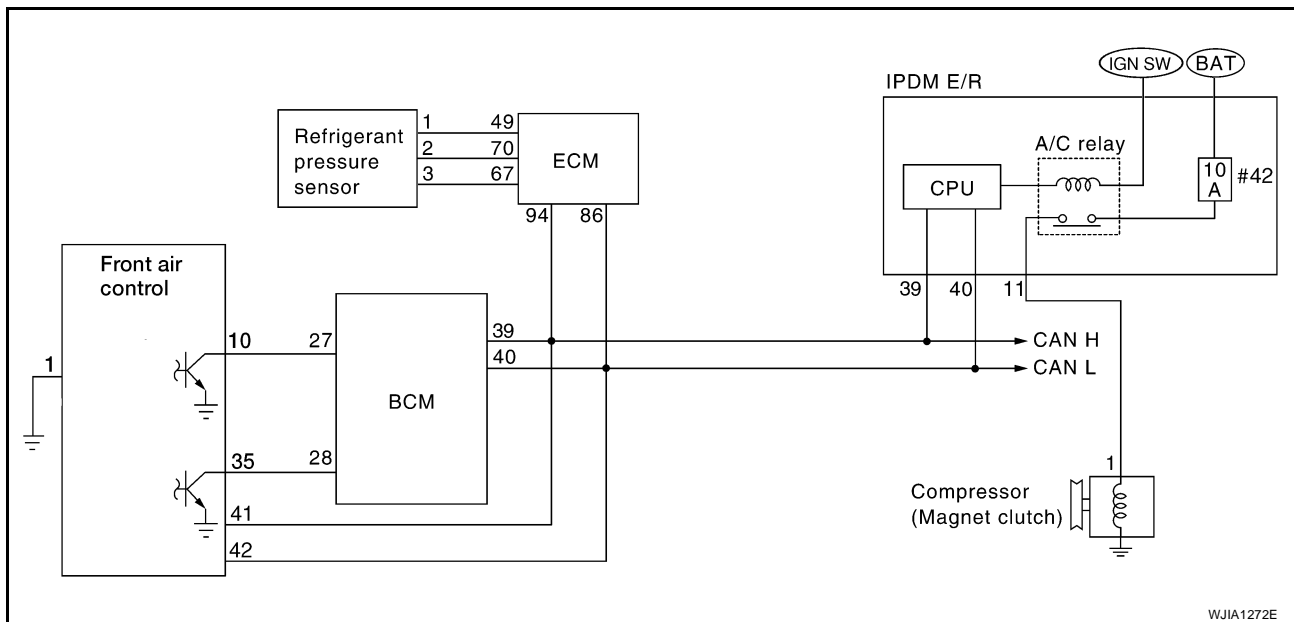 IGN SW
BAT
IPDM E/R
A/C relay
10
A
#42
CPU
39
40
11
Refrigerant
pressure
sensor
1
2
3
49
70
67
ECM
94
86
Front air
control
1
10
27
35
28
41
42
BCM
39
40
CAN H
CAN L
Compressor
(Magnet clutch)
1
WJIA1272E